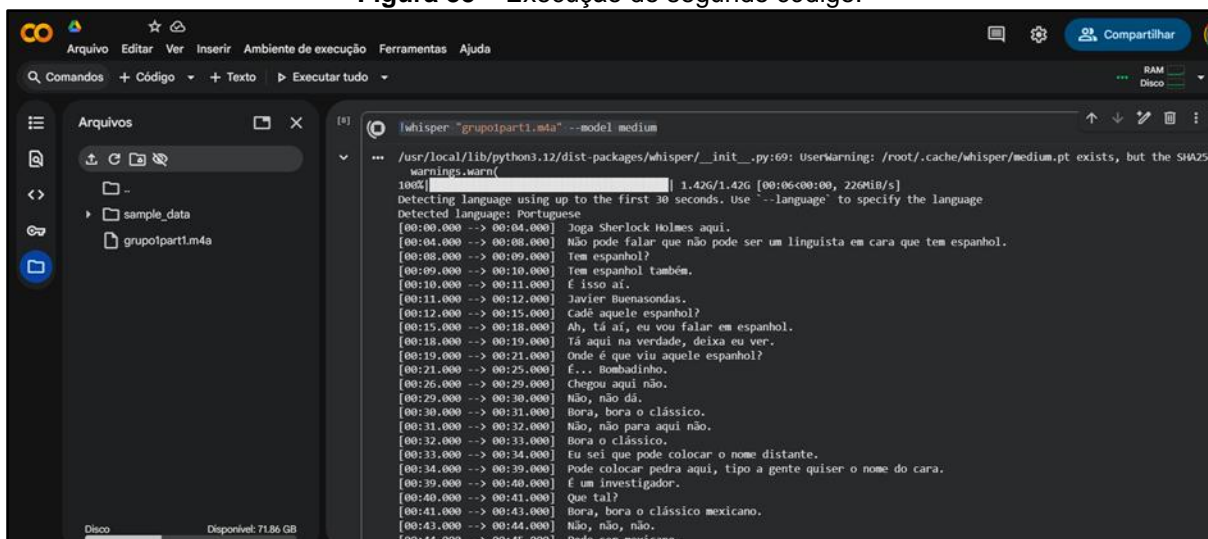 Figura 38 – Execução do segundo código.
Arquivo Editar Ver Inserir Ambiente de execução Ferramentas Ajuda
Compartilhar
Comandos + Código + Texto Executar tudo
RAM
Disco
Arquivos
..
sample_data
grupo1part1.m4a
Disco Disponível: 71.86 GB
[8] !whisper "grupo1part1.m4a" --model medium
/usr/local/lib/python3.12/dist-packages/whisper/__init__.py:69: UserWarning: /root/.cache/whisper/medium.pt exists, but the SHA25
warnings.warn(
100%| | 1.42G/1.42G [00:06<00:00, 226MiB/s]
Detecting language using up to the first 30 seconds. Use `--language` to specify the language
Detected language: Portuguese
[00:00.000 --> 00:04.000] Joga Sherlock Holmes aqui.
[00:04.000 --> 00:08.000] Não pode falar que não pode ser um linguista em cara que tem espanhol.
[00:08.000 --> 00:09.000] Tem espanhol?
[00:09.000 --> 00:10.000] Tem espanhol também.
[00:10.000 --> 00:11.000] É isso aí.
[00:11.000 --> 00:12.000] Javier Buenasondas.
[00:12.000 --> 00:15.000] Cadê aquele espanhol?
[00:15.000 --> 00:18.000] Ah, tá aí, eu vou falar em espanhol.
[00:18.000 --> 00:19.000] Tá aqui na verdade, deixa eu ver.
[00:19.000 --> 00:21.000] Onde é que viu aquele espanhol?
[00:21.000 --> 00:25.000] É... Bombadinho.
[00:26.000 --> 00:29.000] Chegou aqui não.
[00:29.000 --> 00:30.000] Não, não dá.
[00:30.000 --> 00:31.000] Bora, bora o clássico.
[00:31.000 --> 00:32.000] Não, não para aqui não.
[00:32.000 --> 00:33.000] Bora o clássico.
[00:33.000 --> 00:34.000] Eu sei que pode colocar o nome distante.
[00:34.000 --> 00:39.000] Pode colocar pedra aqui, tipo a gente quiser o nome do cara.
[00:39.000 --> 00:40.000] É um investigador.
[00:40.000 --> 00:41.000] Que tal?
[00:41.000 --> 00:43.000] Bora, bora o clássico mexicano.
[00:43.000 --> 00:44.000] Não, não, não.